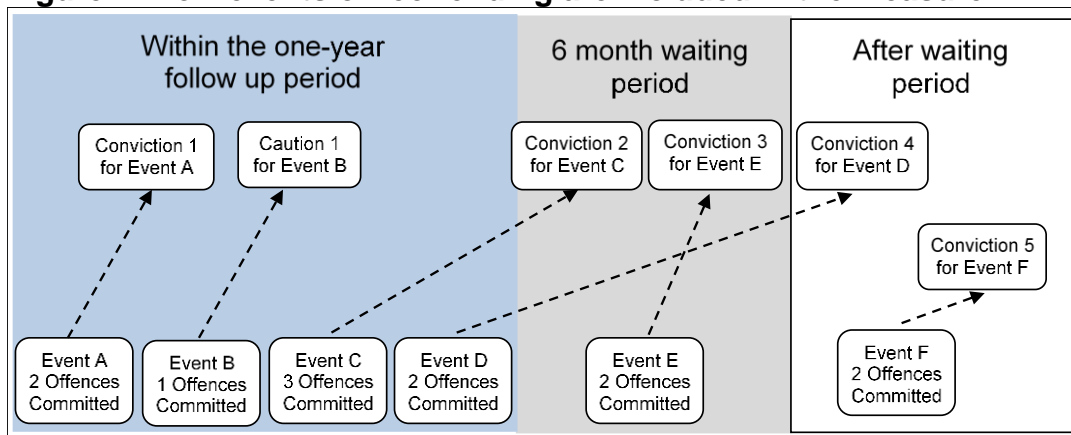 Within the one-year
follow up period
6 month waiting
period
After waiting
period
Conviction 1
for Event A
Caution 1
for Event B
Conviction 2
for Event C
Conviction 3
for Event E
Conviction 4
for Event D
Conviction 5
for Event F
Event A
2 Offences
Committed
Event B
1 Offences
Committed
Event C
3 Offences
Committed
Event D
2 Offences
Committed
Event E
2 Offences
Committed
Event F
2 Offences
Committed